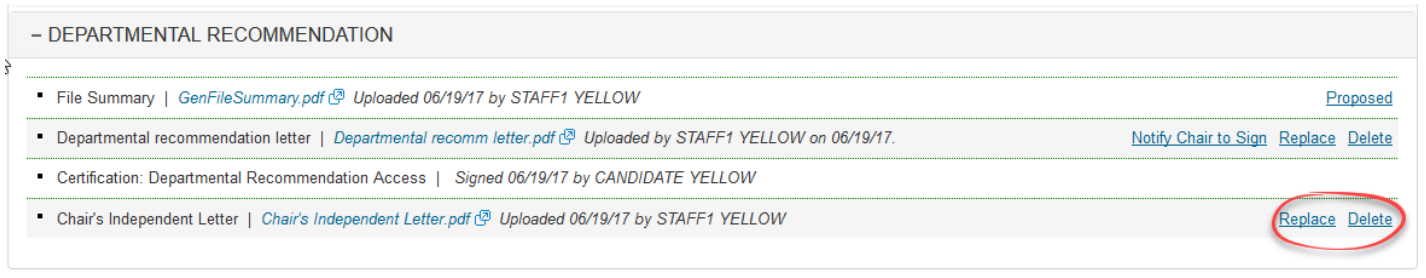 – DEPARTMENTAL RECOMMENDATION
▪ File Summary | GenFileSummary.pdf Uploaded 06/19/17 by STAFF1 YELLOW Proposed
▪ Departmental recommendation letter | Departmental recomm letter.pdf Uploaded by STAFF1 YELLOW on 06/19/17. Notify Chair to Sign Replace Delete
▪ Certification: Departmental Recommendation Access | Signed 06/19/17 by CANDIDATE YELLOW
▪ Chair's Independent Letter | Chair's Independent Letter.pdf Uploaded 06/19/17 by STAFF1 YELLOW Replace Delete